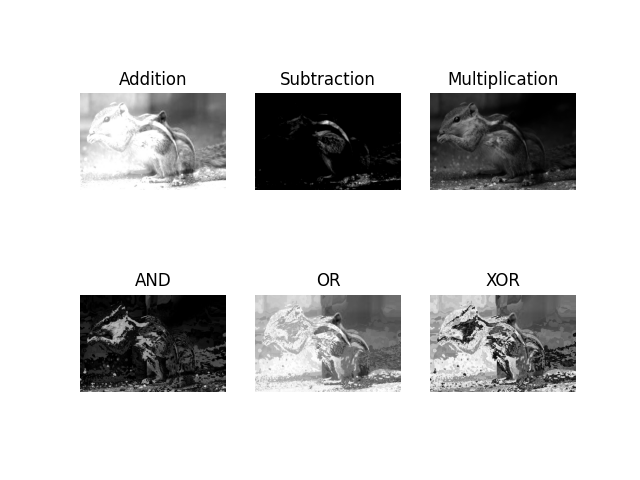 Addition
Subtraction
Multiplication
AND
OR
XOR